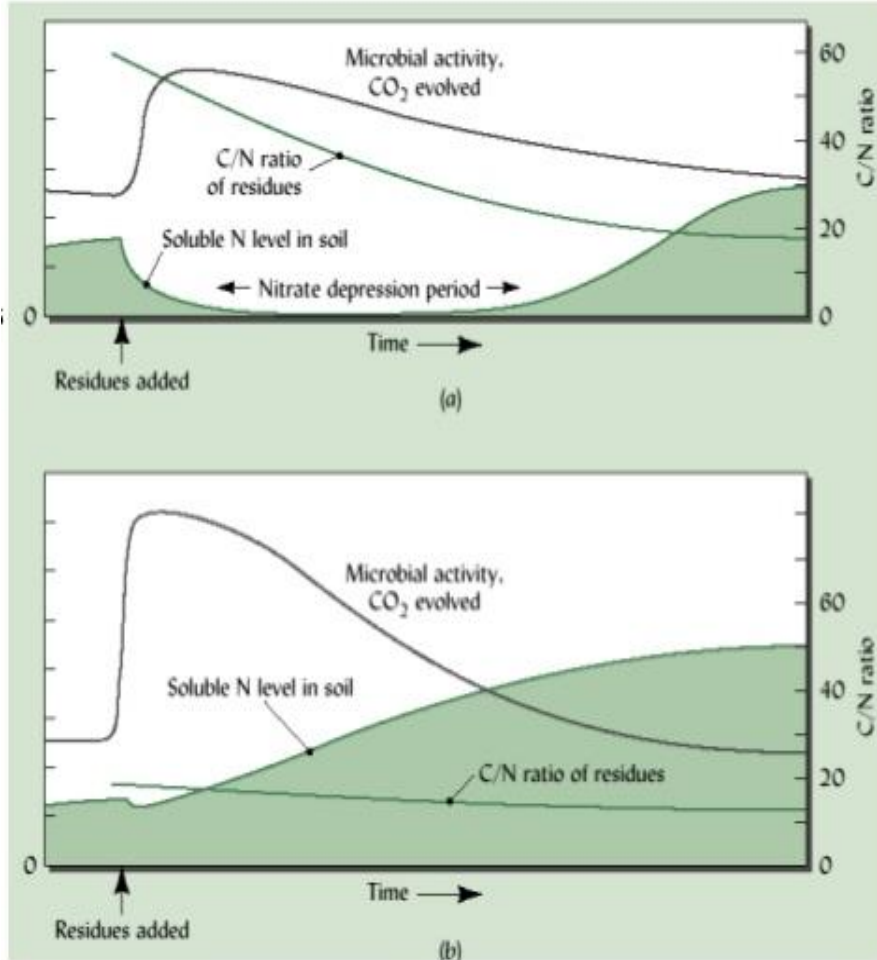 60
Microbial activity,
CO₂ evolved
40
C/N ratio
of residues
C/N ratio
Soluble N level in soil
20
Nitrate depression period
0
0
Time
Residues added
(a)
Microbial activity,
CO₂ evolved
60
Soluble N level in soil
40
C/N ratio
C/N ratio of residues
20
0
0
Time
Residues added
(b)